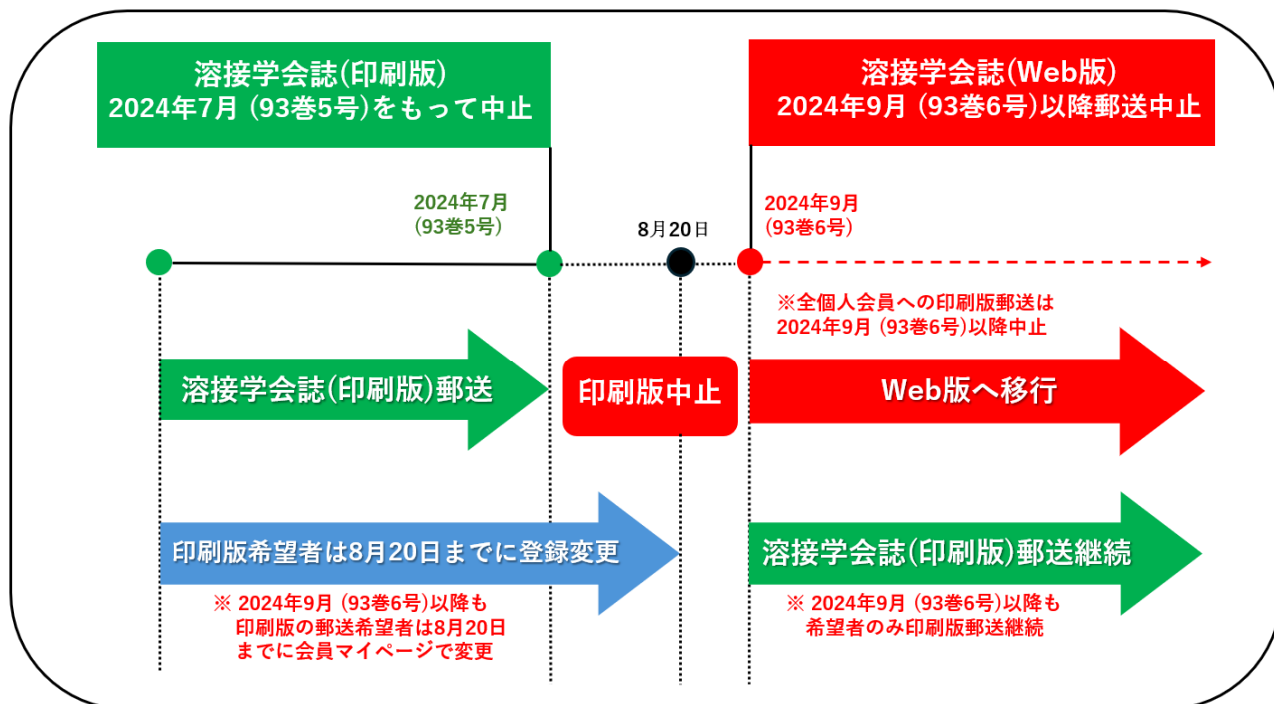 溶接学会誌(印刷版)
2024年7月 (93巻5号)をもって中止
溶接学会誌(Web版)
2024年9月 (93巻6号)以降郵送中止
2024年7月
(93巻5号)
8月20日
2024年9月
(93巻6号)
※全個人会員への印刷版郵送は
2024年9月 (93巻6号)以降中止
溶接学会誌(印刷版)郵送
印刷版中止
Web版へ移行
印刷版希望者は8月20日までに登録変更
溶接学会誌(印刷版)郵送継続
※ 2024年9月 (93巻6号)以降も
印刷版の郵送希望者は8月20日
までに会員マイページで変更
※ 2024年9月 (93巻6号)以降も
希望者のみ印刷版郵送継続